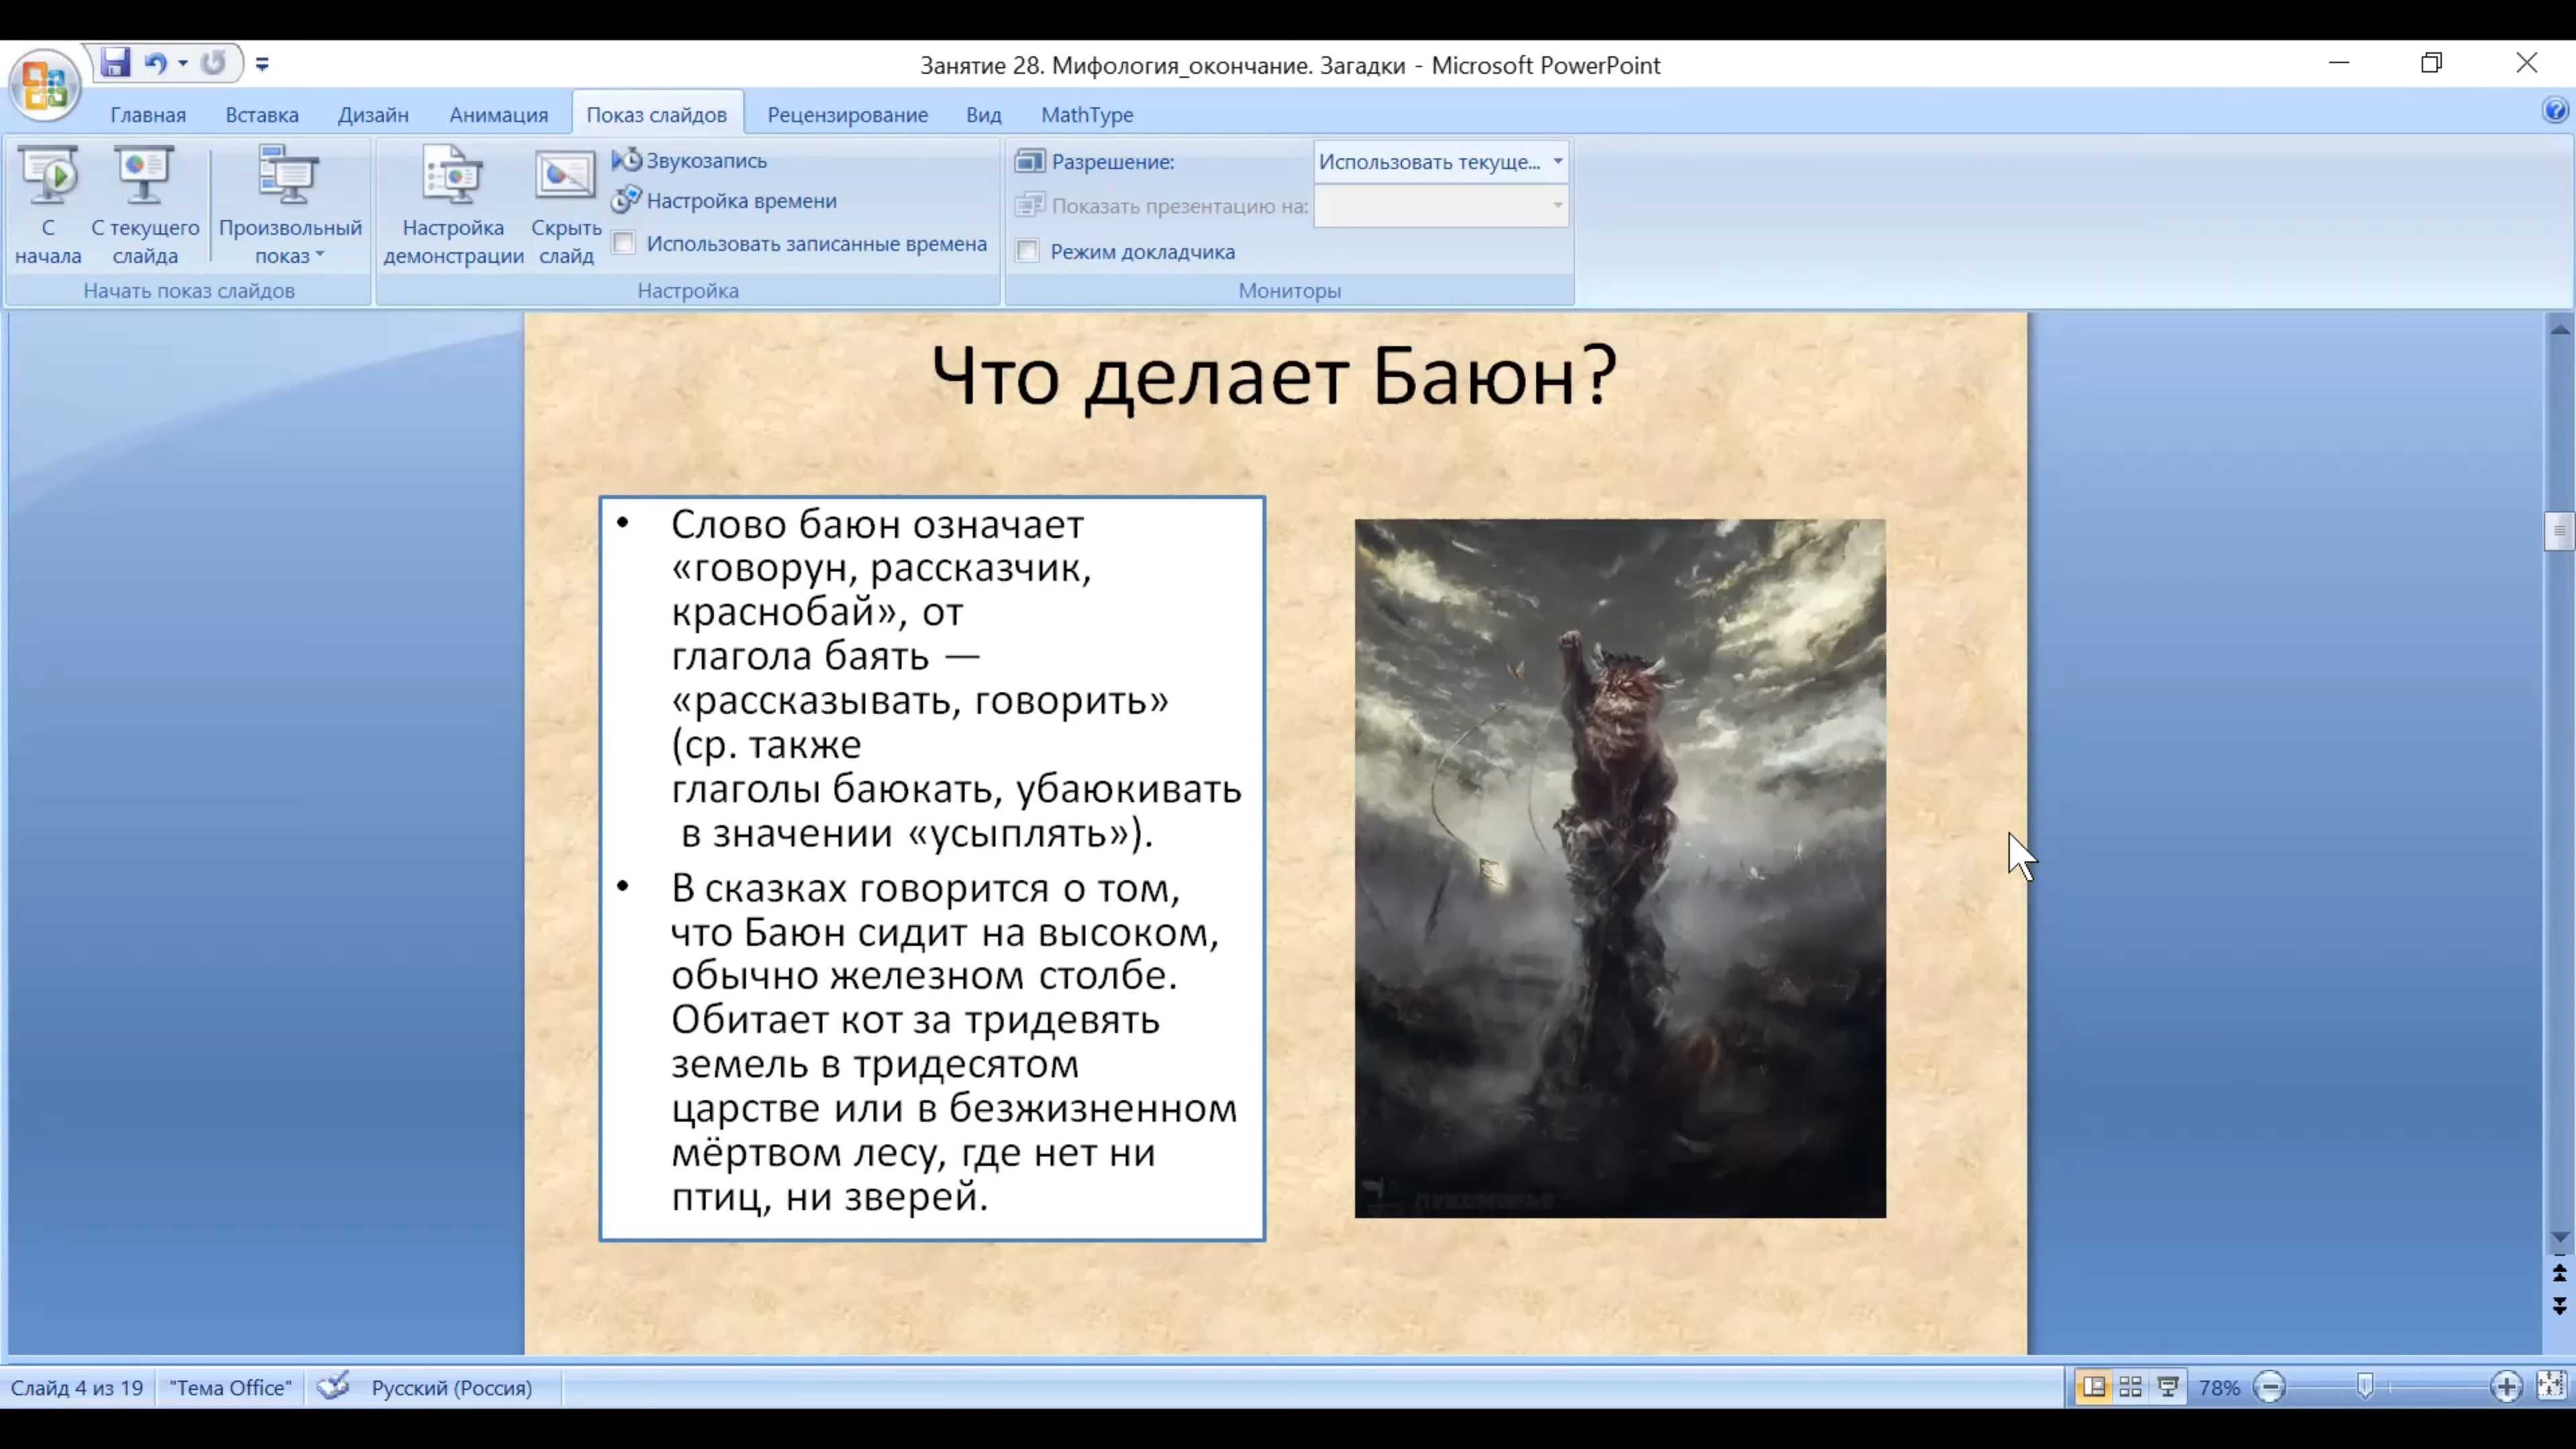 Занятие 28. Мифология_окончание. Загадки - Microsoft PowerPoint
Главная Вставка Дизайн Анимация Показ слайдов Рецензирование Вид MathType
С начала
С текущего слайда
Произвольный показ
Начать показ слайдов
Настройка демонстрации
Скрыть слайд
Звукозапись
Настройка времени
Использовать записанные времена
Настройка
Разрешение: Использовать текуще...
Показать презентацию на:
Режим докладчика
Мониторы
Что делает Баюн?
• Слово баюн означает
«говорун, рассказчик,
краснобай», от
глагола баять —
«рассказывать, говорить»
(ср. также
глаголы баюкать, убаюкивать
в значении «усыплять»).
• В сказках говорится о том,
что Баюн сидит на высоком,
обычно железном столбе.
Обитает кот за тридевять
земель в тридесятом
царстве или в безжизненном
мёртвом лесу, где нет ни
птиц, ни зверей.
Слайд 4 из 19 "Тема Office" Русский (Россия) 78%